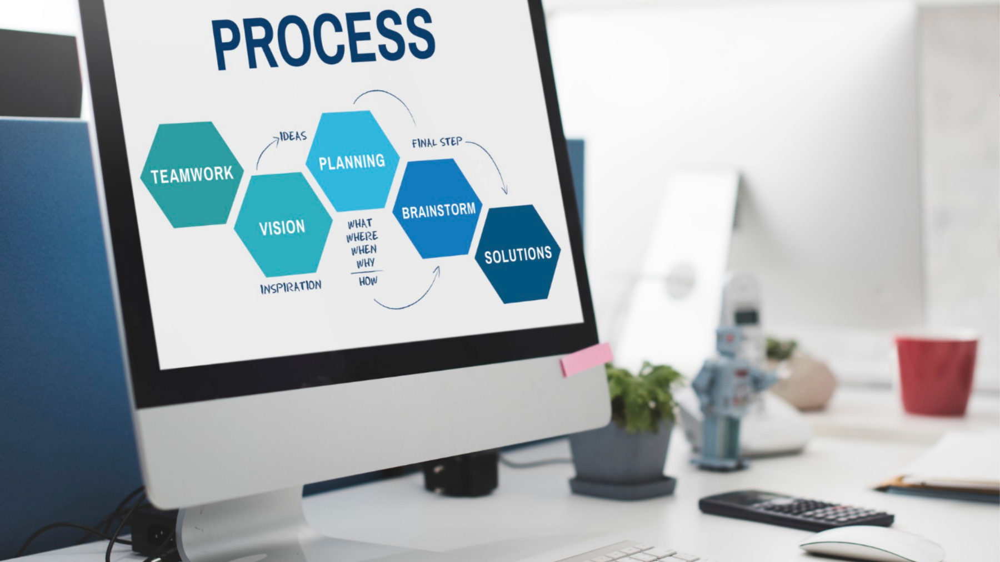 PROCESS
TEAMWORK
IDEAS
VISION
INSPIRATION
PLANNING
WHAT
WHERE
WHEN
WHY
HOW
FINAL STEP
BRAINSTORM
SOLUTIONS